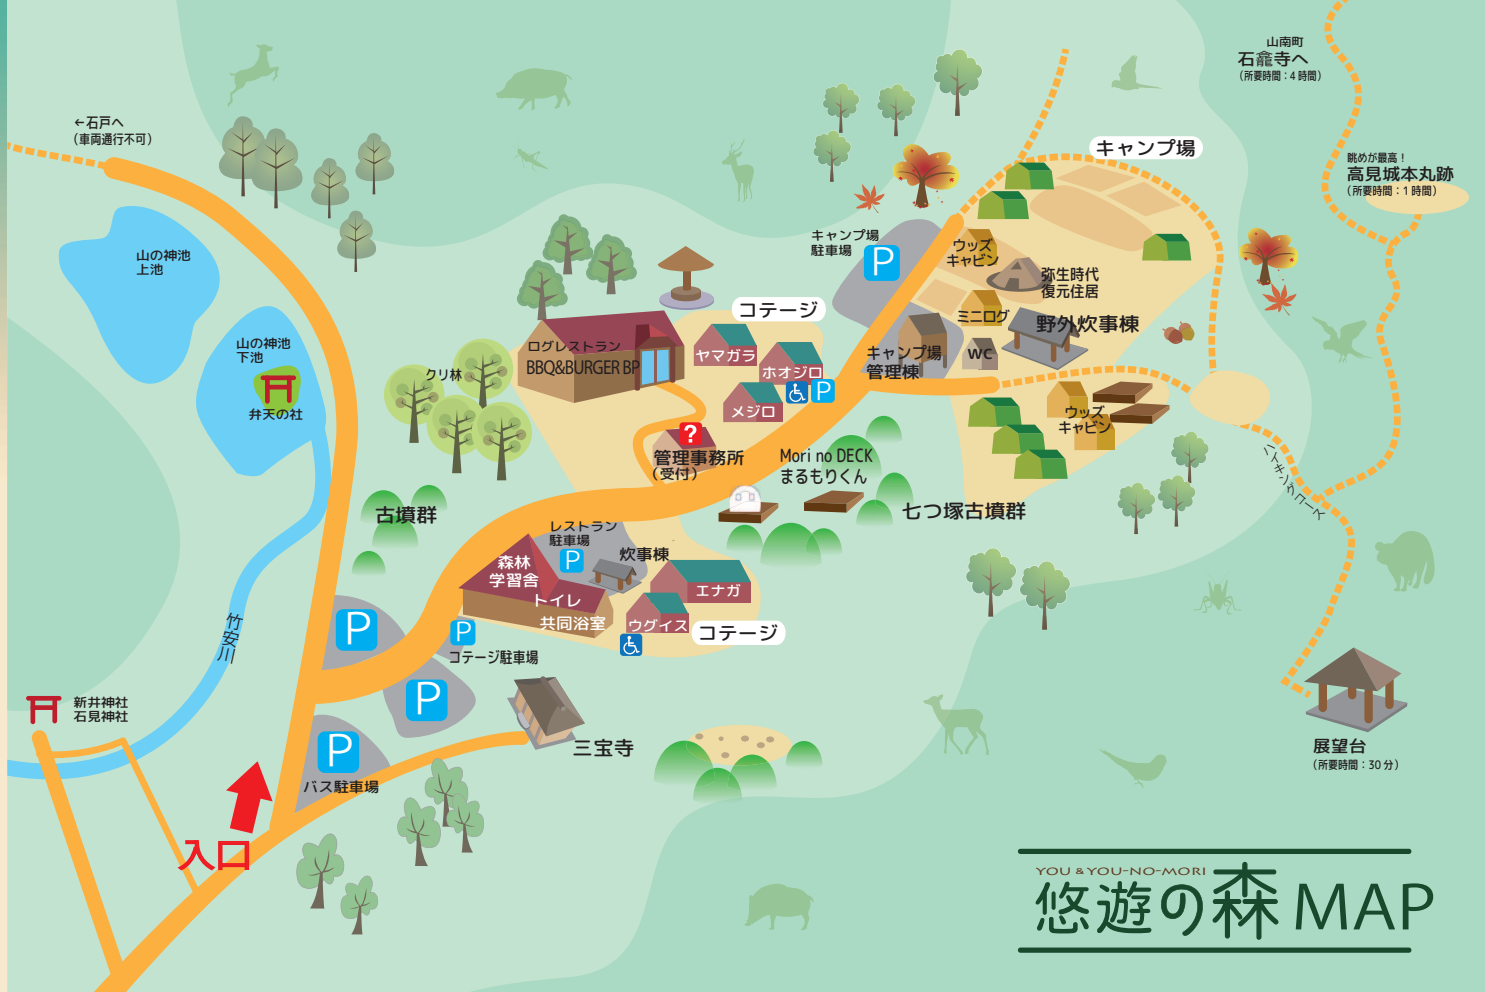 山南町
石龕寺へ
（所要時間：4時間）
←石戸へ
（車両通行不可）
キャンプ場
眺めが最高！
高見城本丸跡
（所要時間：1時間）
山の神池
上池
キャンプ場
駐車場
P
ウッズ
キャビン
弥生時代
復元住居
コテージ
ミニログ
野外炊事棟
山の神池
下池
弁天の社
ログレストラン
BBQ&BURGER BP
ヤマガラ
ホオジロ
メジロ
P
キャンプ場
管理棟
WC
クリ林
ウッズ
キャビン
?
管理事務所
（受付）
Mori no DECK
まるもりくん
ハイキングコース
古墳群
七つ塚古墳群
レストラン
駐車場
P
炊事棟
森林
学習舎
トイレ
共同浴室
エナガ
ウグイス
コテージ
P
P
コテージ駐車場
竹安川
P
新井神社
石見神社
P
バス駐車場
三宝寺
展望台
（所要時間：30分）
入口
YOU & YOU-NO-MORI
悠遊の森 MAP